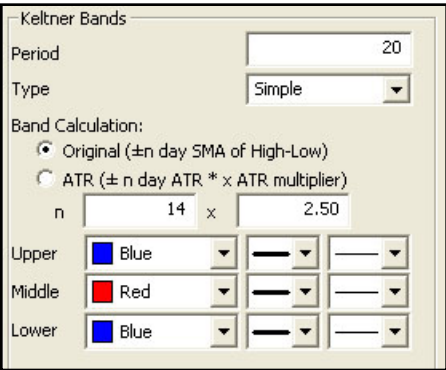 Keltner Bands
Period 20
Type Simple
Band Calculation:
Original (±n day SMA of High-Low)
ATR (± n day ATR * x ATR multiplier)
n 14 x 2.50
Upper Blue
Middle Red
Lower Blue